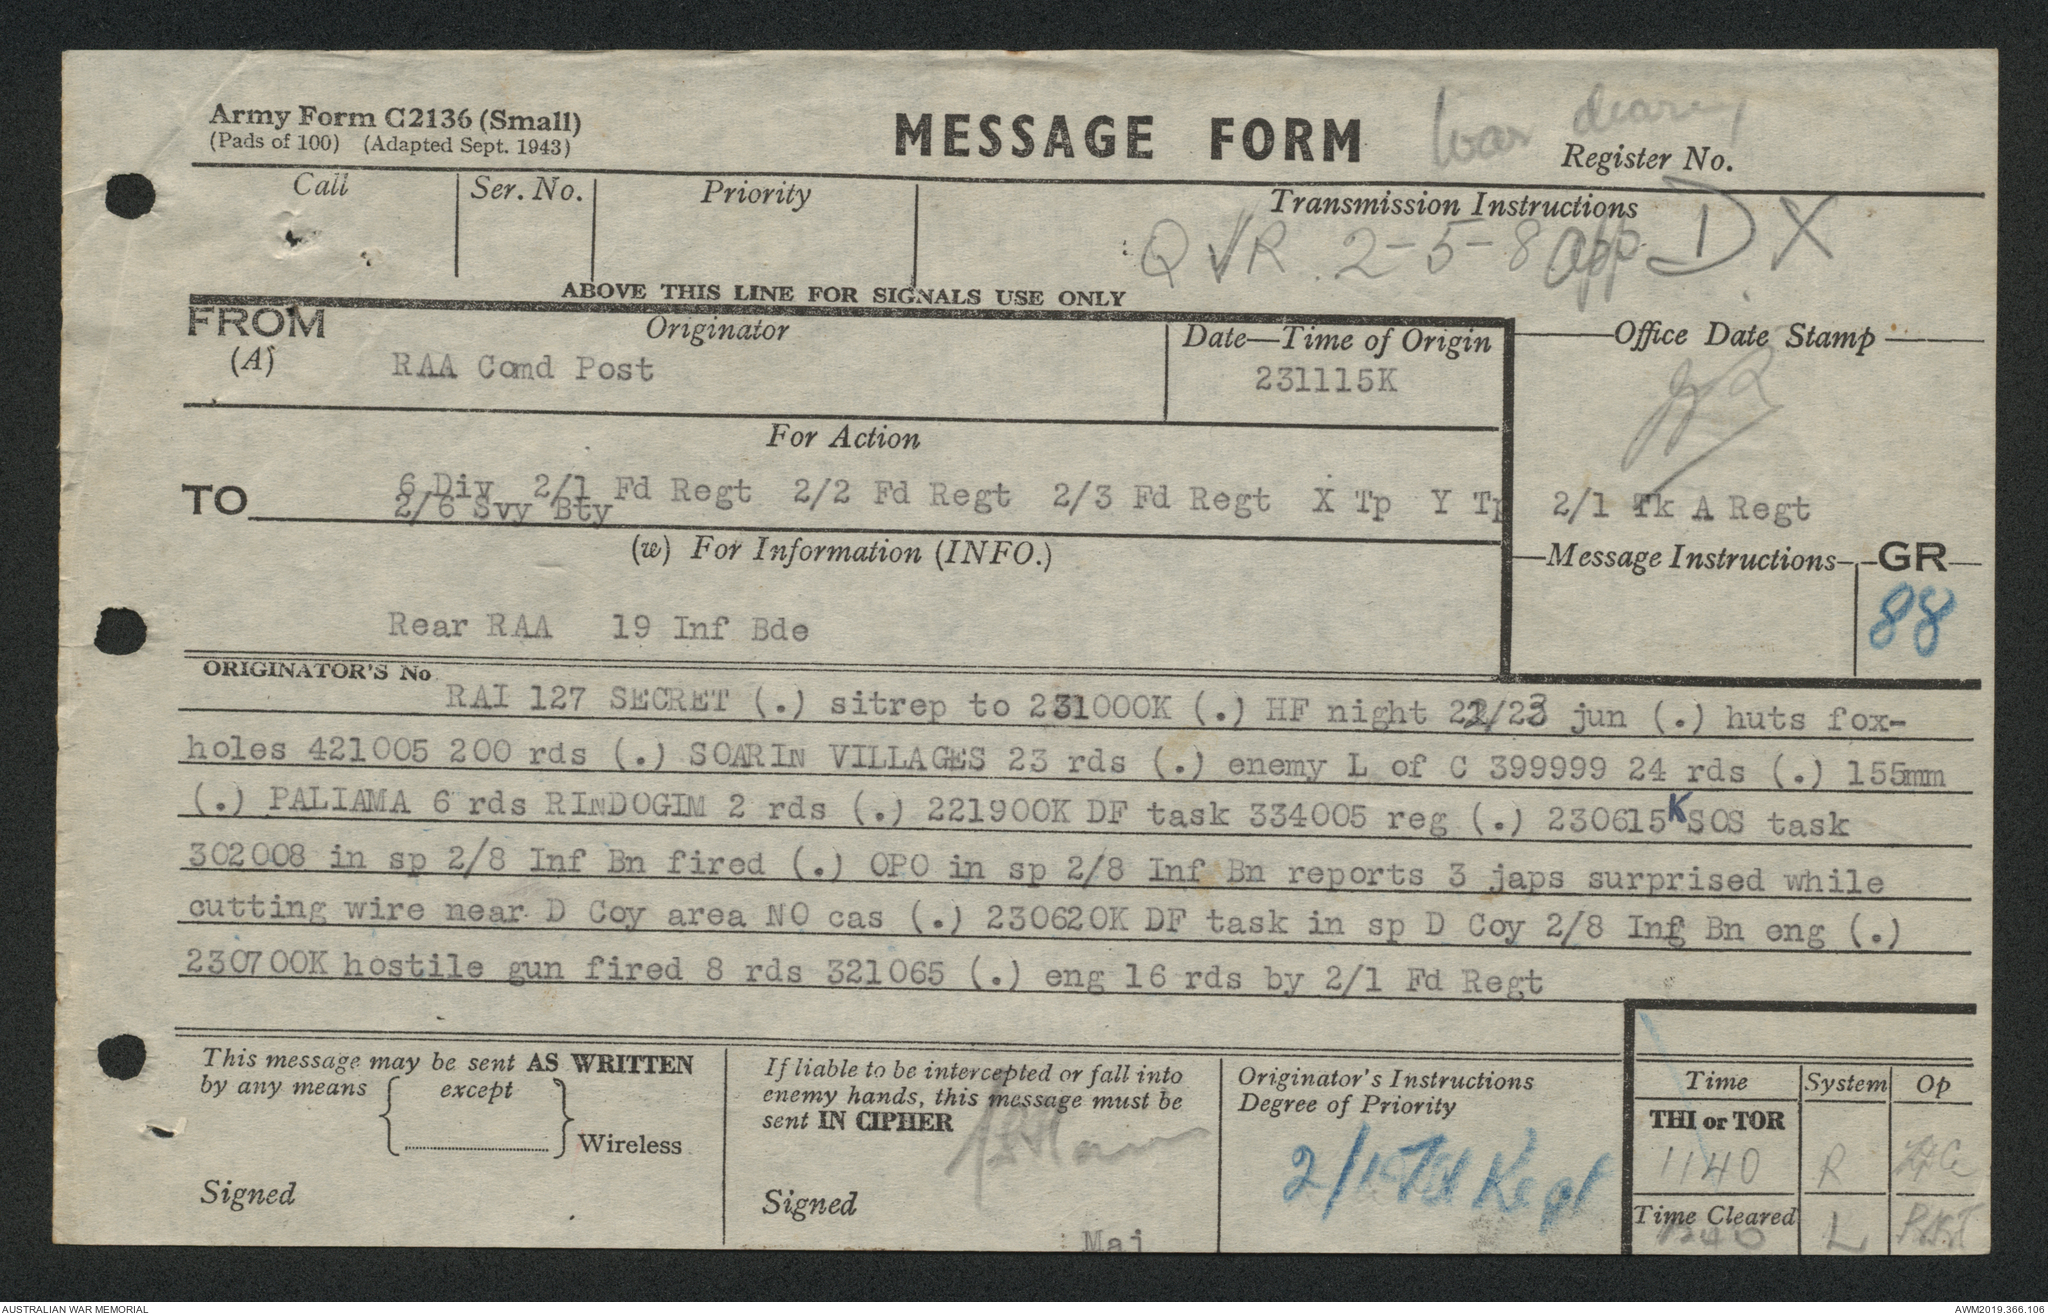 Army Form C2136 (Small)
(Pads of 100) (Adapted Sept. 1943)
MESSAGE FORM
War diary
Register No.
Call
Ser. No.
Priority
Transmission Instructions
QVR 2-5-8 App D X
ABOVE THIS LINE FOR SIGNALS USE ONLY
FROM
(A)
Originator
RAA Comd Post
Date—Time of Origin
231115K
Office Date Stamp
For Action
TO
6 Div 2/1 Fd Regt 2/2 Fd Regt 2/3 Fd Regt X Tp Y Tp 2/1 Tk A Regt
2/6 Svy Bty
(w) For Information (INFO.)
Message Instructions
GR
88
Rear RAA 19 Inf Bde
ORIGINATOR'S No
RAI 127 SECRET (.) sitrep to 231000K (.) HF night 22/23 jun (.) huts fox-
holes 421005 200 rds (.) SOARIN VILLAGES 23 rds (.) enemy L of C 399999 24 rds (.) 155mm
(.) PALIAMA 6 rds RINDOGIM 2 rds (.) 221900K DF task 334005 reg (.) 230615K SOS task
302008 in sp 2/8 Inf Bn fired (.) OPO in sp 2/8 Inf Bn reports 3 japs surprised while
cutting wire near D Coy area NO cas (.) 230620K DF task in sp D Coy 2/8 Inf Bn eng (.)
230700K hostile gun fired 8 rds 321065 (.) eng 16 rds by 2/1 Fd Regt
This message may be sent AS WRITTEN
by any means
except
Wireless
Signed
If liable to be intercepted or fall into
enemy hands, this message must be
sent IN CIPHER
Signed
Maj
Originator's Instructions
Degree of Priority
2/1 Fd Regt
Time
System
Op
THI or TOR
1140
R
Time Cleared
1240
L
AUSTRALIAN WAR MEMORIAL
AWM2019.366.106